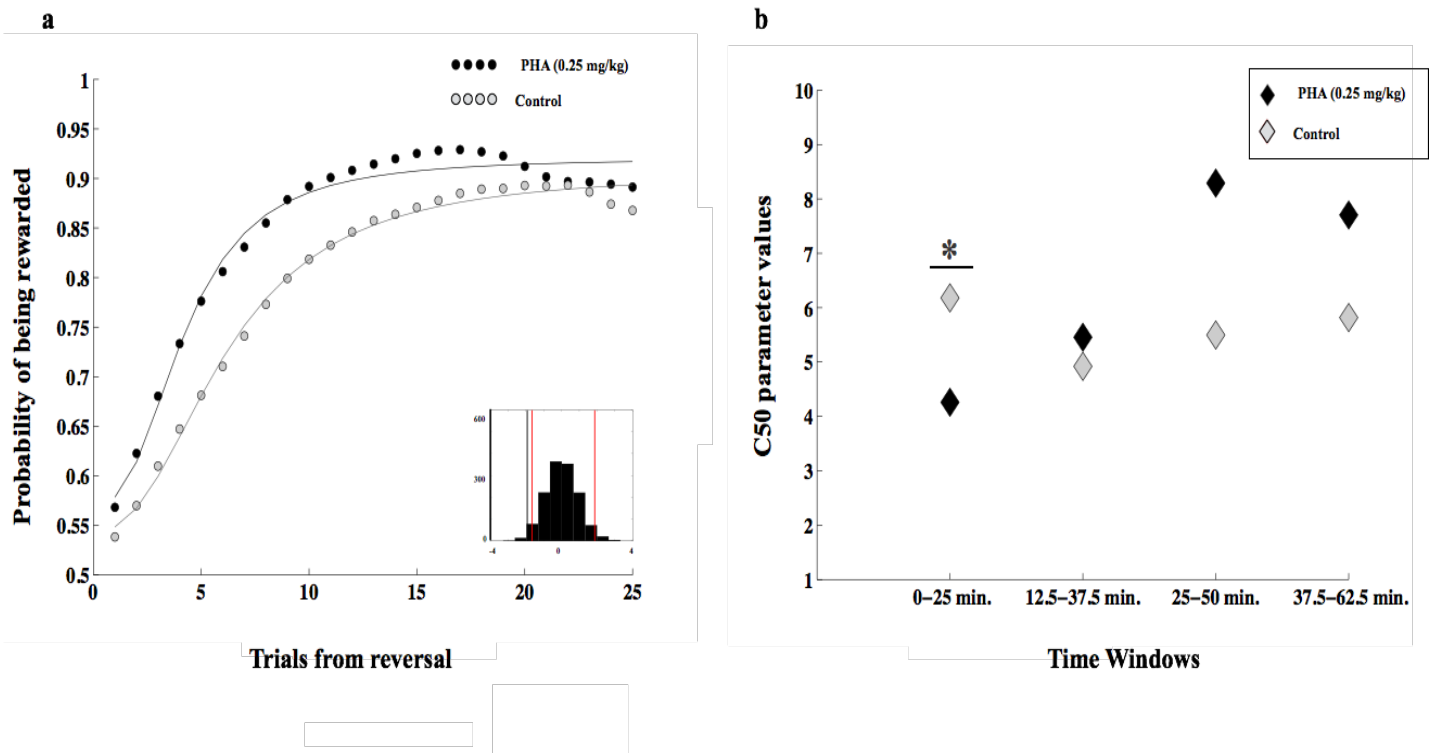 a
PHA (0.25 mg/kg)
Control
Probability of being rewarded
1
0.95
0.9
0.85
0.8
0.75
0.7
0.65
0.6
0.55
0.5
0 5 10 15 20 25
600
300
0
-4 0 4
Trials from reversal
b
PHA (0.25 mg/kg)
Control
*
C50 parameter values
10
9
8
7
6
5
4
3
2
1
0–25 min. 12.5–37.5 min. 25–50 min. 37.5–62.5 min.
Time Windows